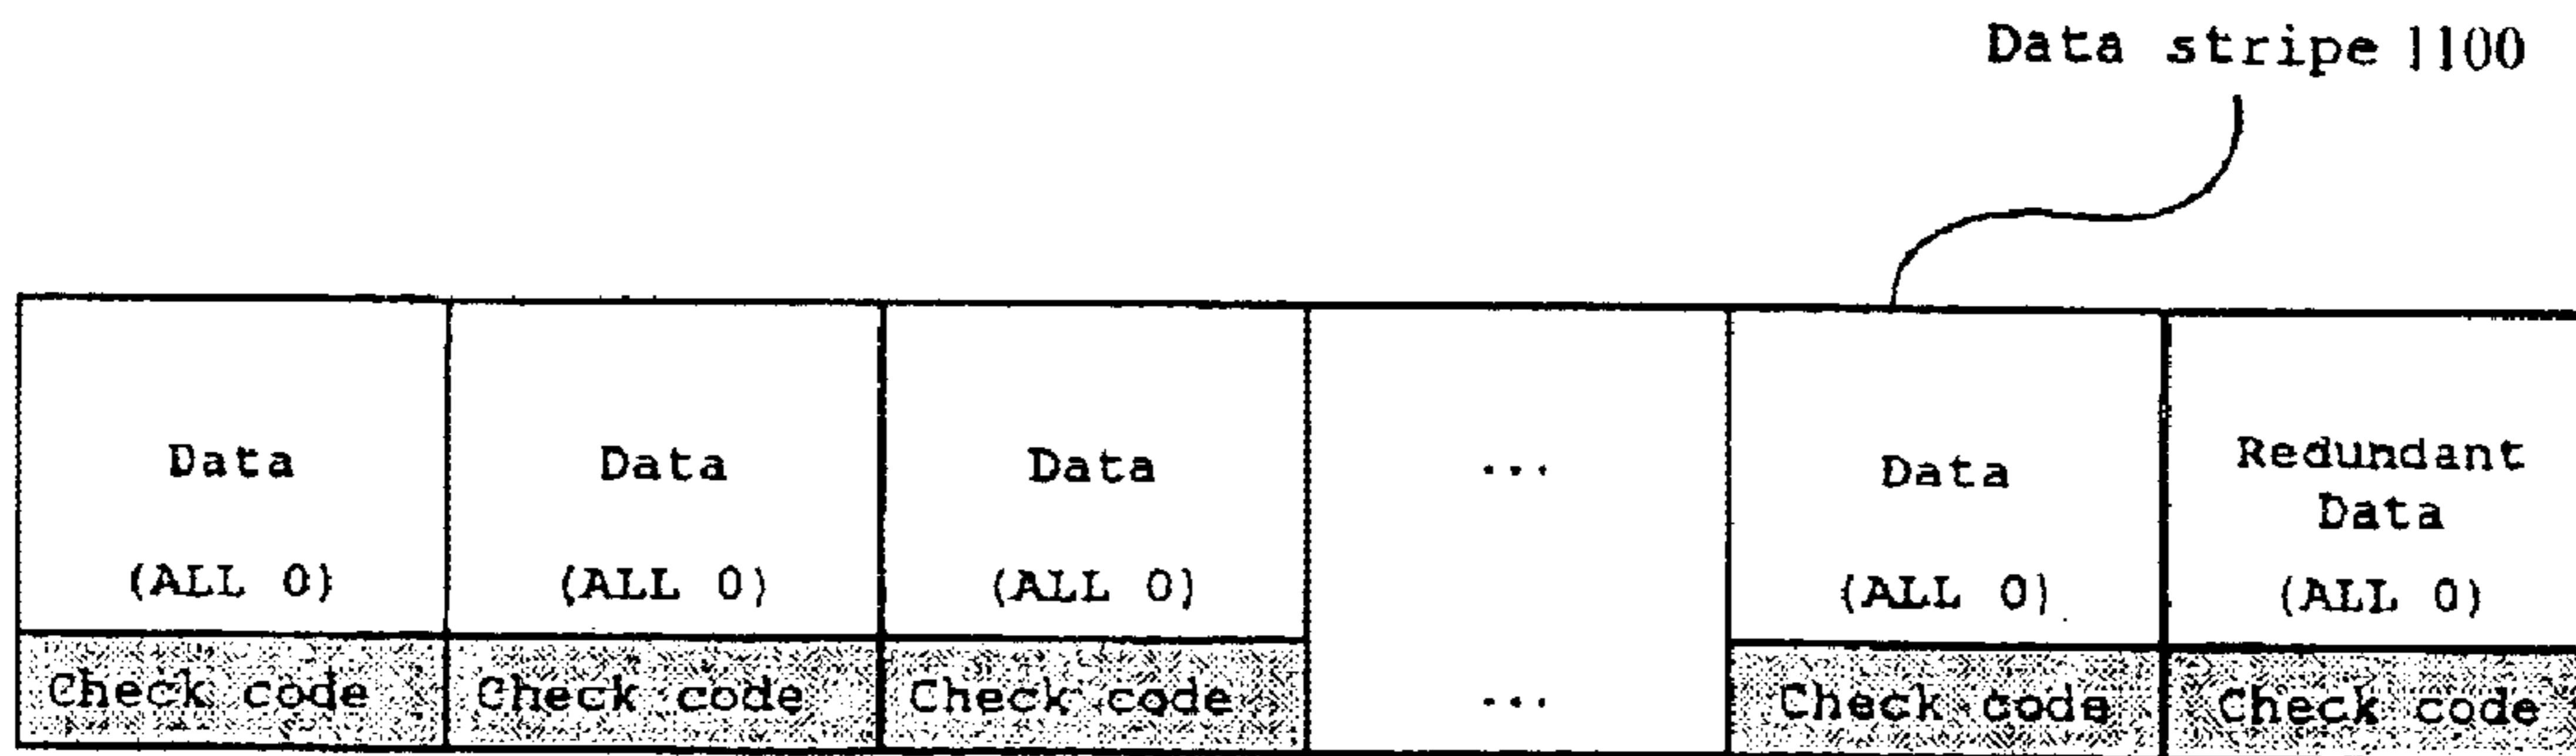 Data stripe 1100
Data Data Data ... Data Redundant Data
(ALL 0) (ALL 0) (ALL 0) (ALL 0) (ALL 0)
Check code Check code Check code ... Check code Check code